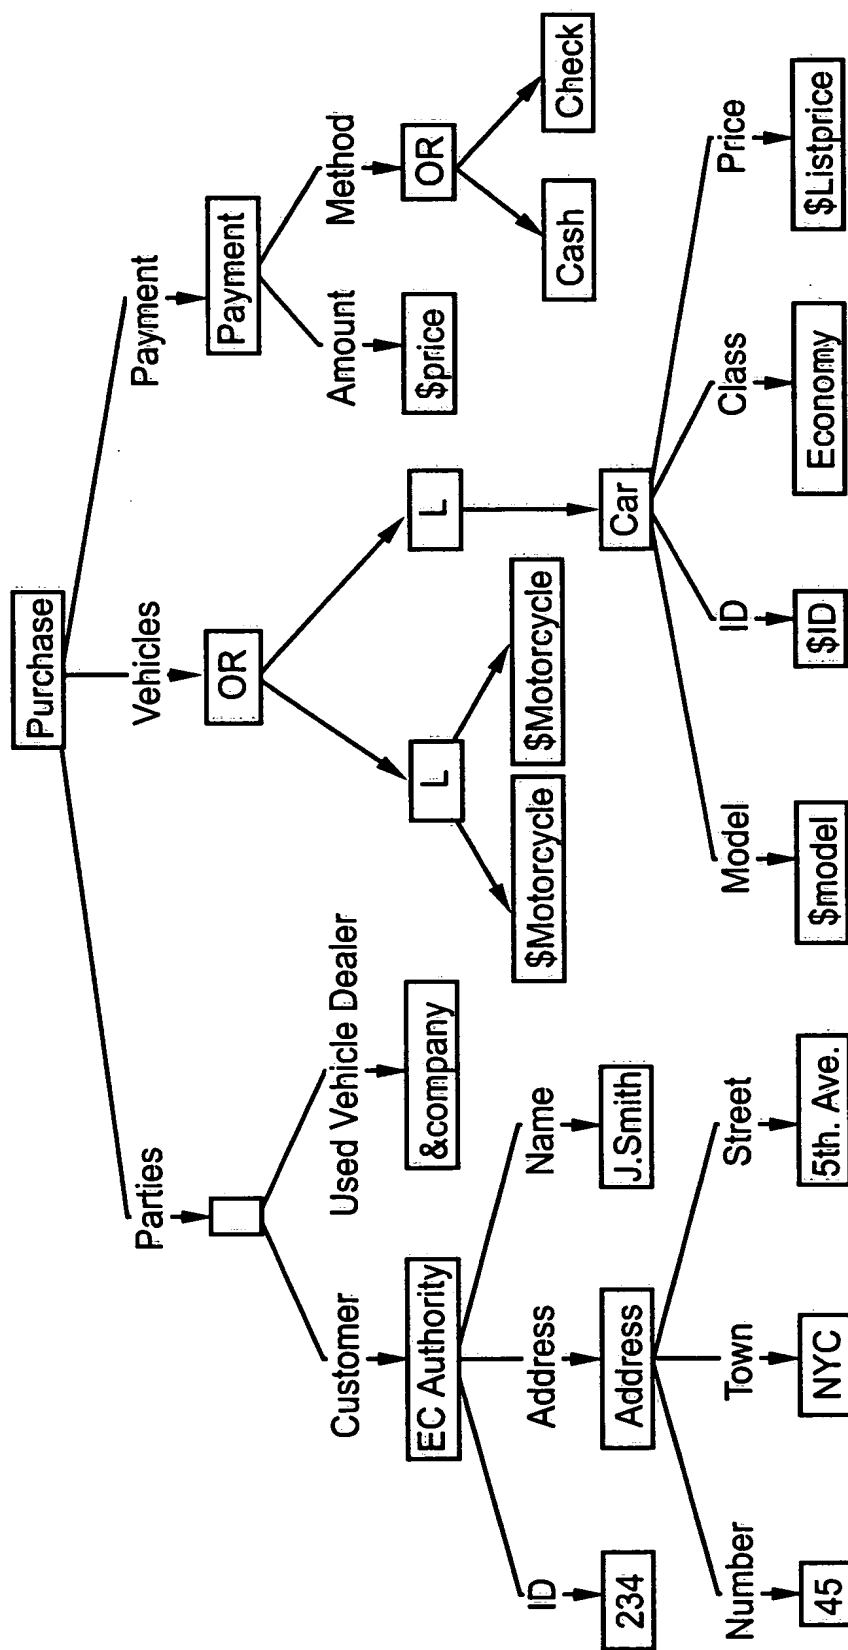 Purchase
Parties
Vehicles
Payment
OR
Payment
Customer
Used Vehicle Dealer
Amount
Method
EC Authority
&company
L
L
$price
OR
ID
Address
Name
$Motorcycle
$Motorcycle
Cash
Check
234
Address
J.Smith
Car
Number
Town
Street
Model
ID
Class
Price
45
NYC
5th. Ave.
$model
$ID
Economy
$Listprice